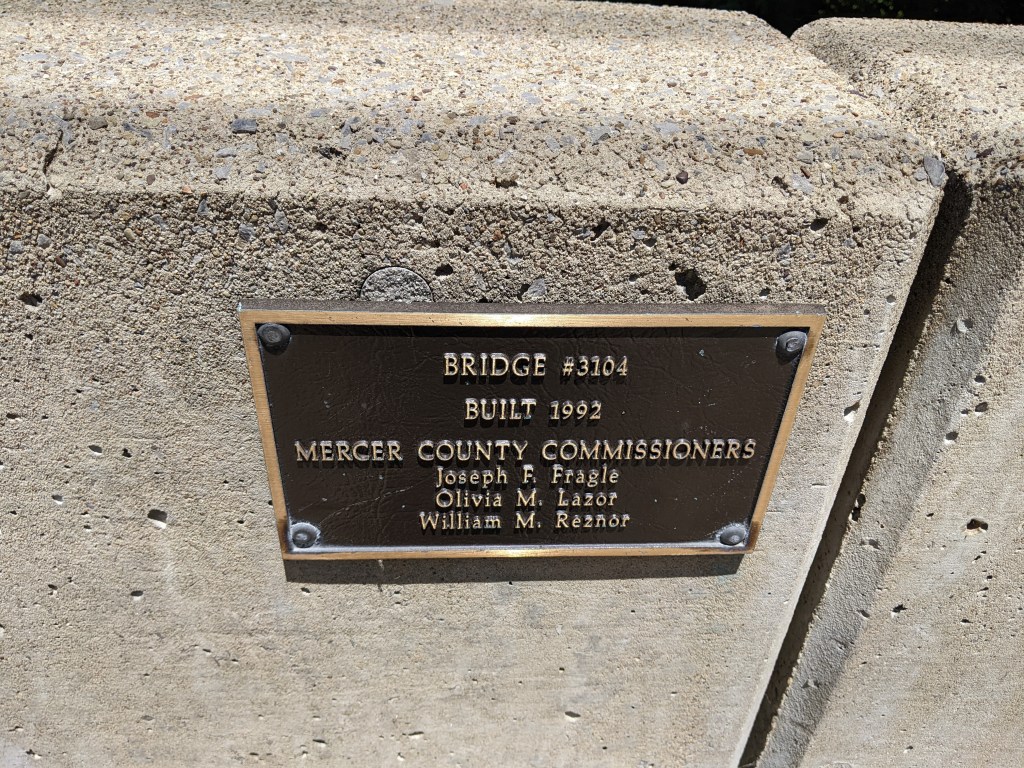 BRIDGE #3104
BUILT 1992
MERCER COUNTY COMMISSIONERS
Joseph F. Fragle
Olivia M. Lazor
William M. Reznor